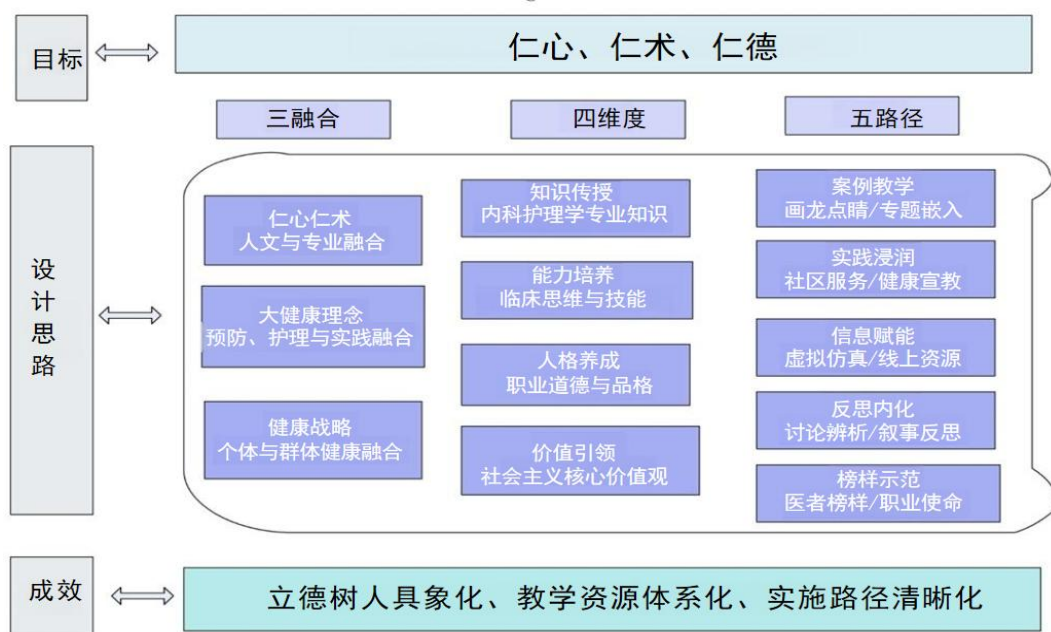 目标
仁心、仁术、仁德
三融合
四维度
五路径
设计思路
仁心仁术
人文与专业融合
大健康理念
预防、护理与实践融合
健康战略
个体与群体健康融合
知识传授
内科护理学专业知识
能力培养
临床思维与技能
人格养成
职业道德与品格
价值引领
社会主义核心价值观
案例教学
画龙点睛/专题嵌入
实践浸润
社区服务/健康宣教
信息赋能
虚拟仿真/线上资源
反思内化
讨论辨析/叙事反思
榜样示范
医者榜样/职业使命
成效
立德树人具象化、教学资源体系化、实施路径清晰化